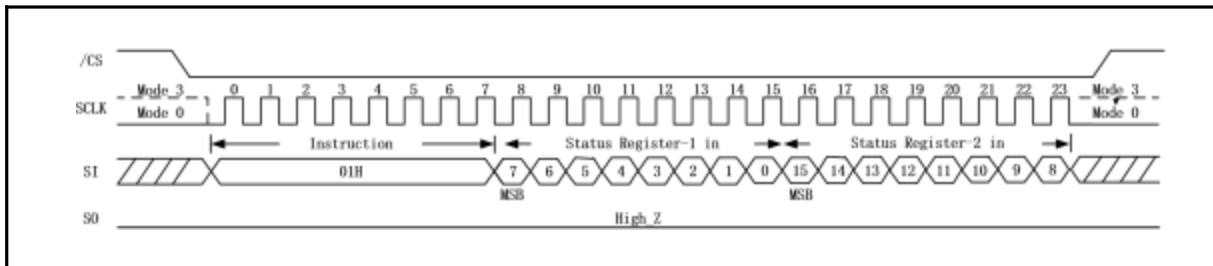 /CS
Mode 3 0 1 2 3 4 5 6 7 8 9 10 11 12 13 14 15 16 17 18 19 20 21 22 23 Mode 3
SCLK
Mode 0 Mode 0
Instruction Status Register-1 in Status Register-2 in
SI 01H 7 6 5 4 3 2 1 0 15 14 13 12 11 10 9 8
MSB MSB
SO High_Z